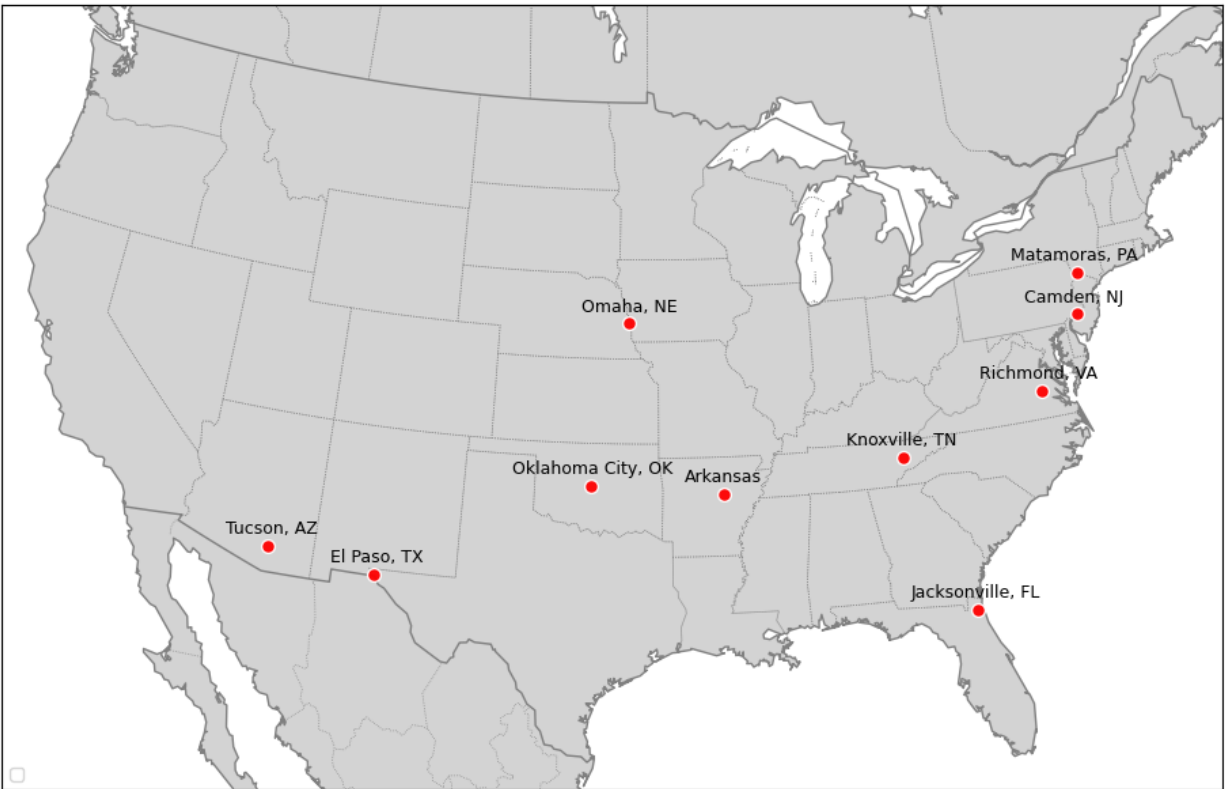 Matamoras, PA
Camden, NJ
Omaha, NE
Richmond, VA
Knoxville, TN
Oklahoma City, OK
Arkansas
Tucson, AZ
El Paso, TX
Jacksonville, FL